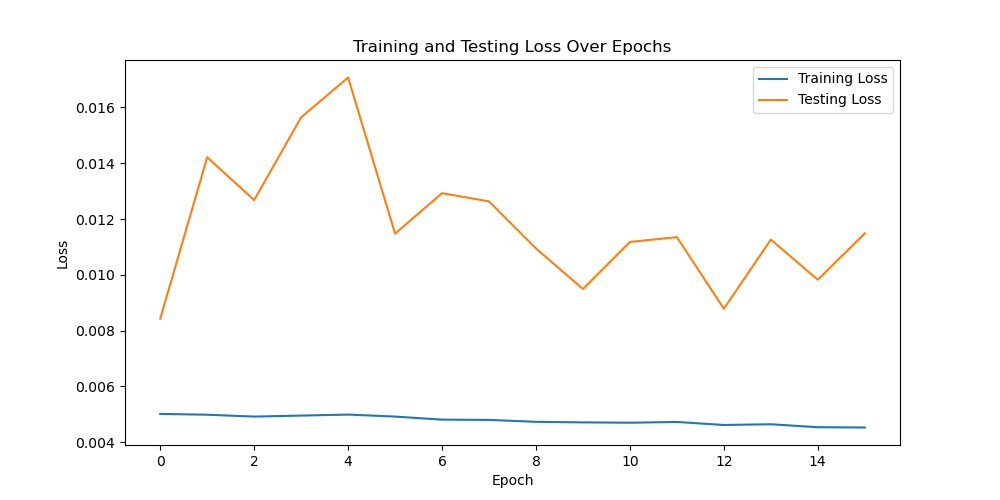 Training and Testing Loss Over Epochs
Training Loss
Testing Loss
0.016
0.014
0.012
0.010
0.008
0.006
0.004
Loss
0 2 4 6 8 10 12 14
Epoch